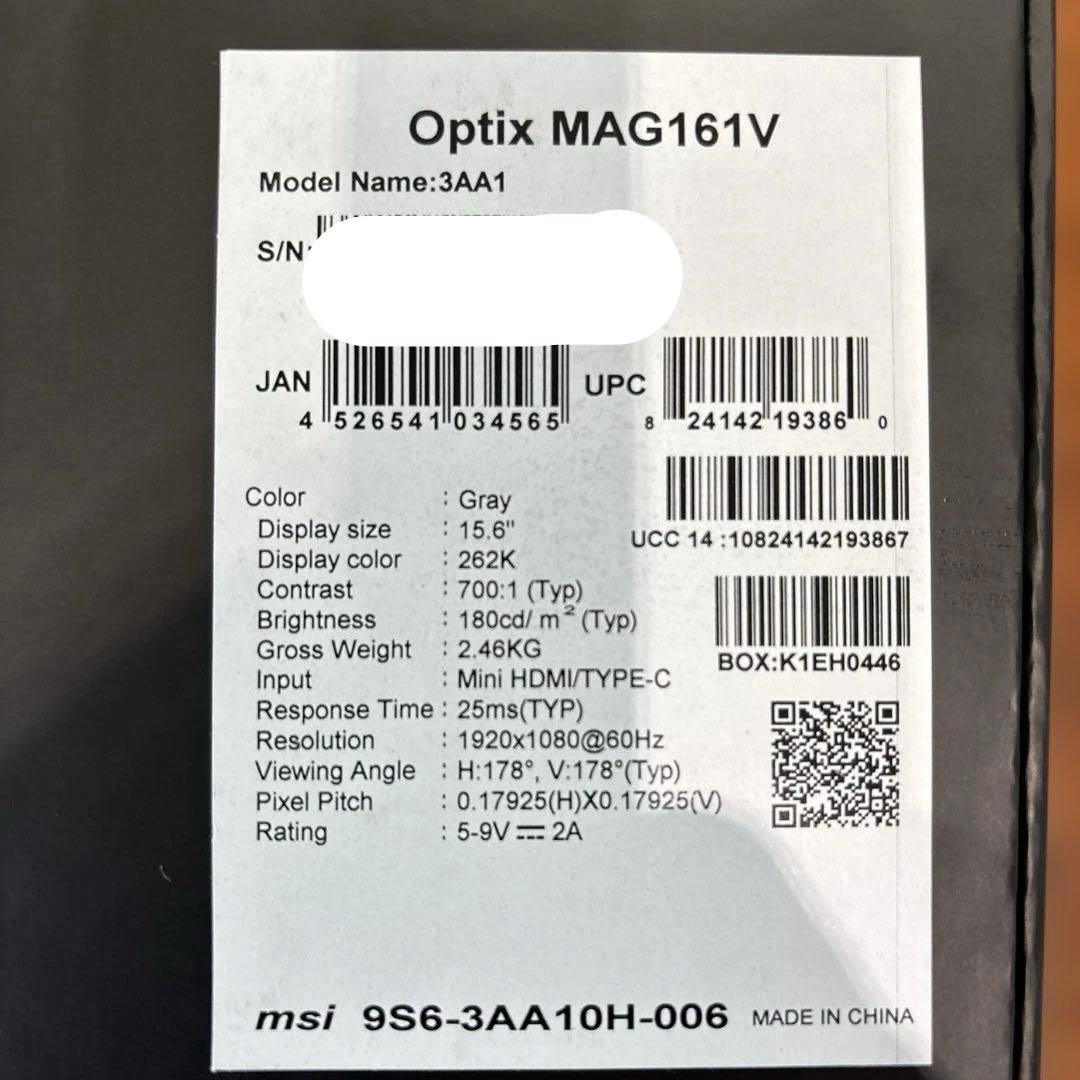 Optix MAG161V
Model Name:3AA1
S/N:
JAN
4 526541 034565
UPC
8 24142 19386 0
UCC 14 :10824142193867
BOX:K1EH0446
Color : Gray
Display size : 15.6"
Display color : 262K
Contrast : 700:1 (Typ)
Brightness : 180cd/ m² (Typ)
Gross Weight : 2.46KG
Input : Mini HDMI/TYPE-C
Response Time : 25ms(TYP)
Resolution : 1920x1080@60Hz
Viewing Angle : H:178°, V:178°(Typ)
Pixel Pitch : 0.17925(H)X0.17925(V)
Rating : 5-9V ⎓ 2A
msi 9S6-3AA10H-006 MADE IN CHINA